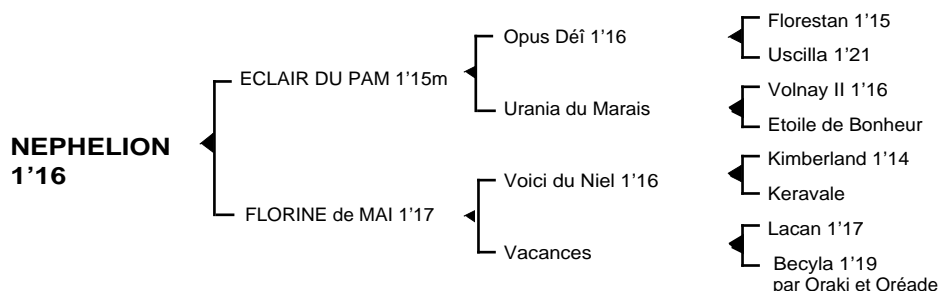 NEPHELION
1’16
ECLAIR DU PAM 1’15m
FLORINE de MAI 1’17
Opus Déî 1’16
Urania du Marais
Voici du Niel 1’16
Vacances
Florestan 1’15
Uscilla 1’21
Volnay II 1’16
Etoile de Bonheur
Kimberland 1’14
Keravale
Lacan 1’17
Becyla 1’19
par Oraki et Oréade